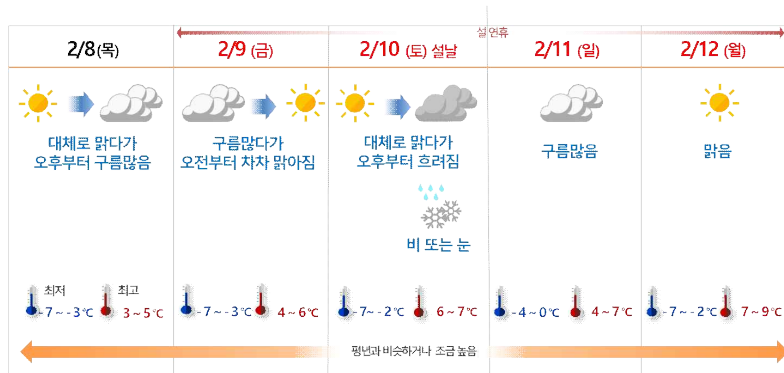 설 연휴
2/8(목)
2/9 (금)
2/10 (토) 설날
2/11 (일)
2/12 (월)
대체로 맑다가
오후부터 구름많음
구름많다가
오전부터 차차 맑아짐
대체로 맑다가
오후부터 흐려짐
비 또는 눈
구름많음
맑음
최저
최고
-7 ~ -3℃
3 ~ 5℃
-7 ~ -3℃
4 ~ 6℃
-7 ~ -2℃
6 ~ 7℃
-4 ~ 0℃
4 ~ 7℃
-7 ~ -2℃
7 ~ 9℃
평년과 비슷하거나 조금 높음